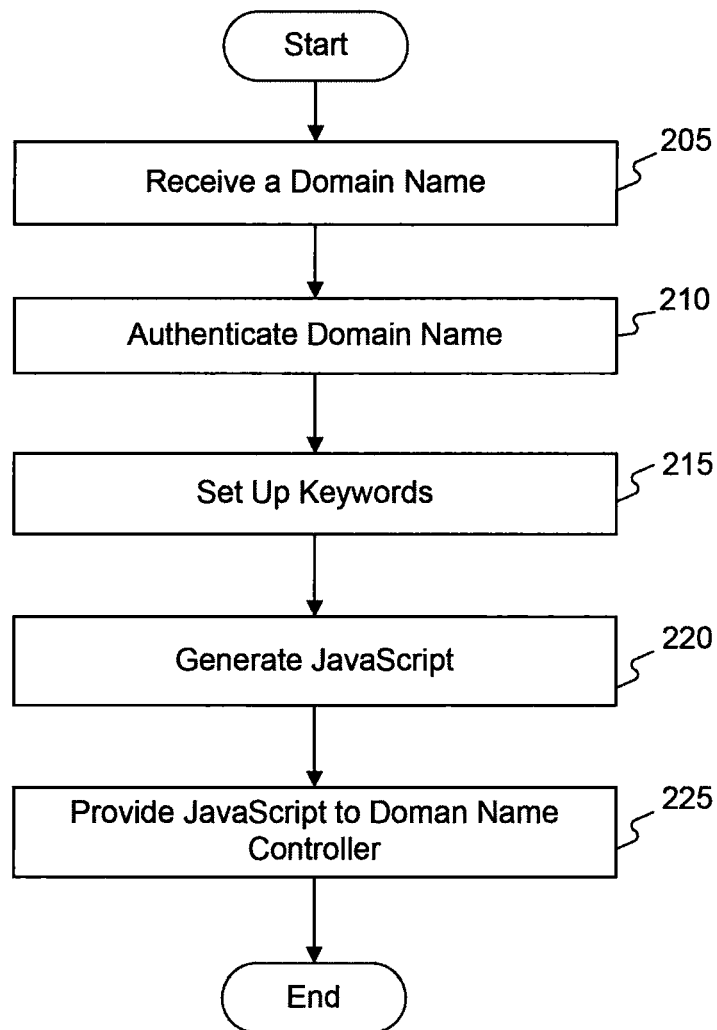 Start
205
Receive a Domain Name
210
Authenticate Domain Name
215
Set Up Keywords
220
Generate JavaScript
225
Provide JavaScript to Doman Name
Controller
End